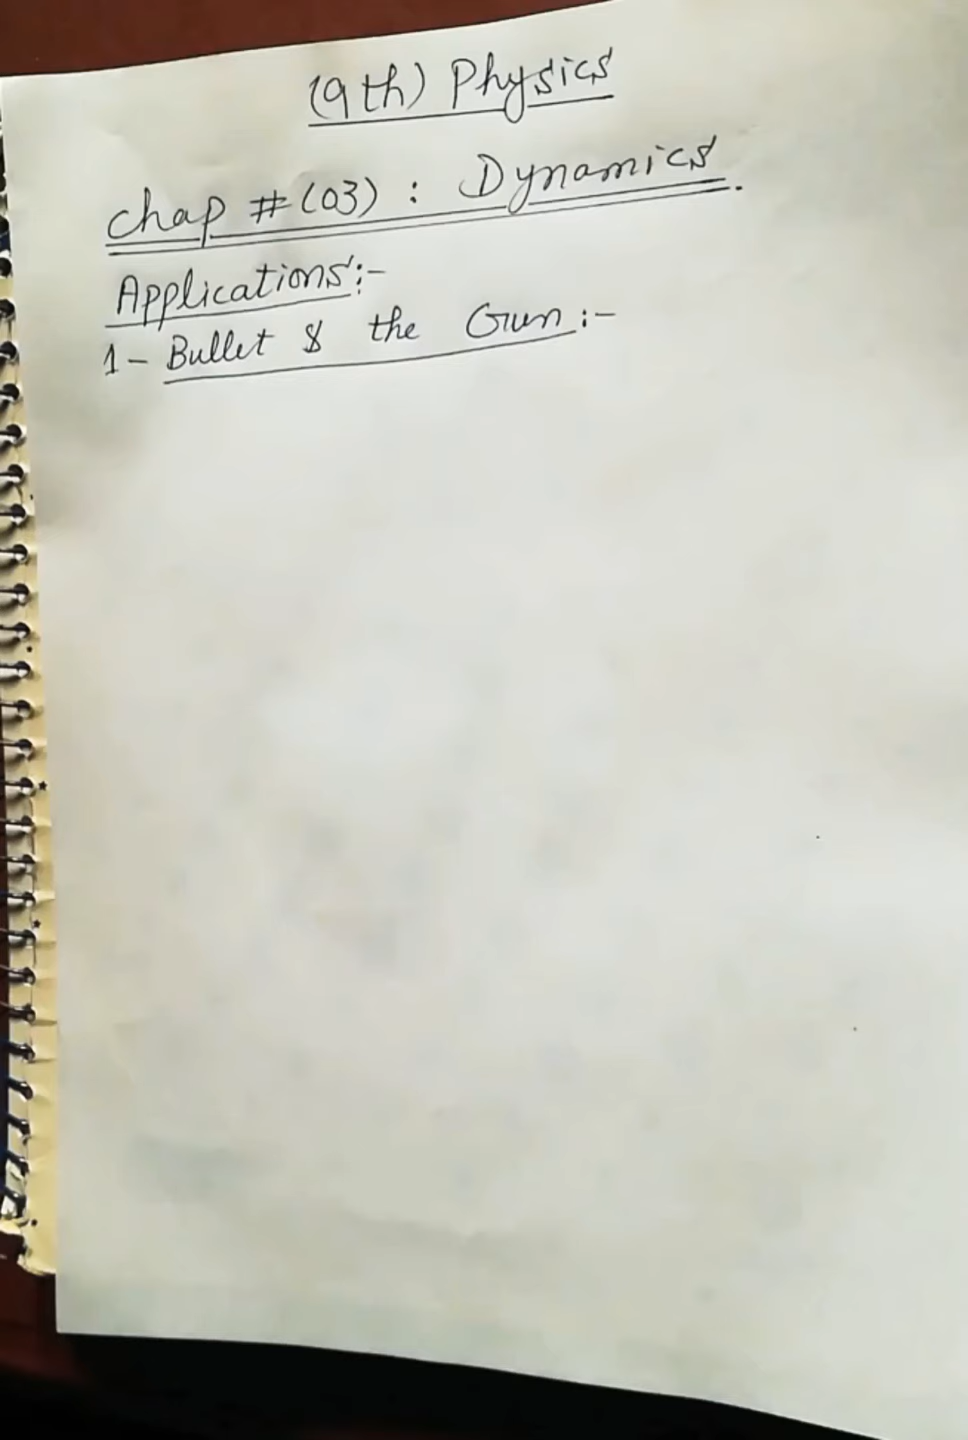 (9th) Physics
Chap #(03) : Dynamics.
Applications:-
1- Bullet & the Gun:-